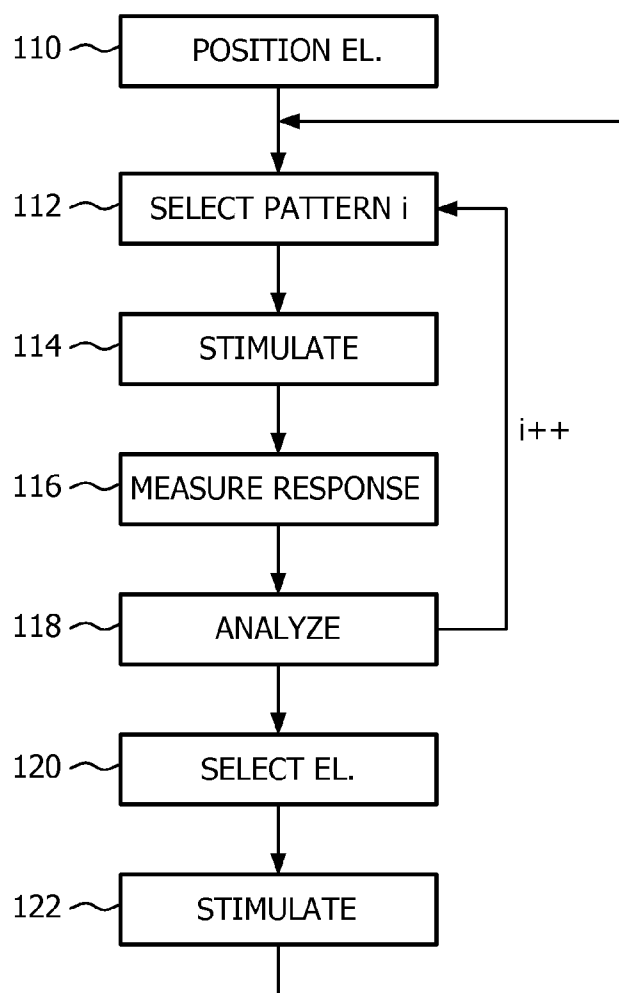 110 POSITION EL.
112 SELECT PATTERN i
114 STIMULATE
i++
116 MEASURE RESPONSE
118 ANALYZE
120 SELECT EL.
122 STIMULATE